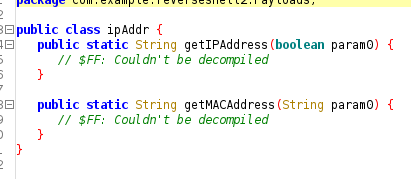 package com.example.reverseshell2.Payloads;
public class ipAddr {
public static String getIPAddress(boolean param0) {
// $FF: Couldn't be decompiled
}
public static String getMACAddress(String param0) {
// $FF: Couldn't be decompiled
}
}